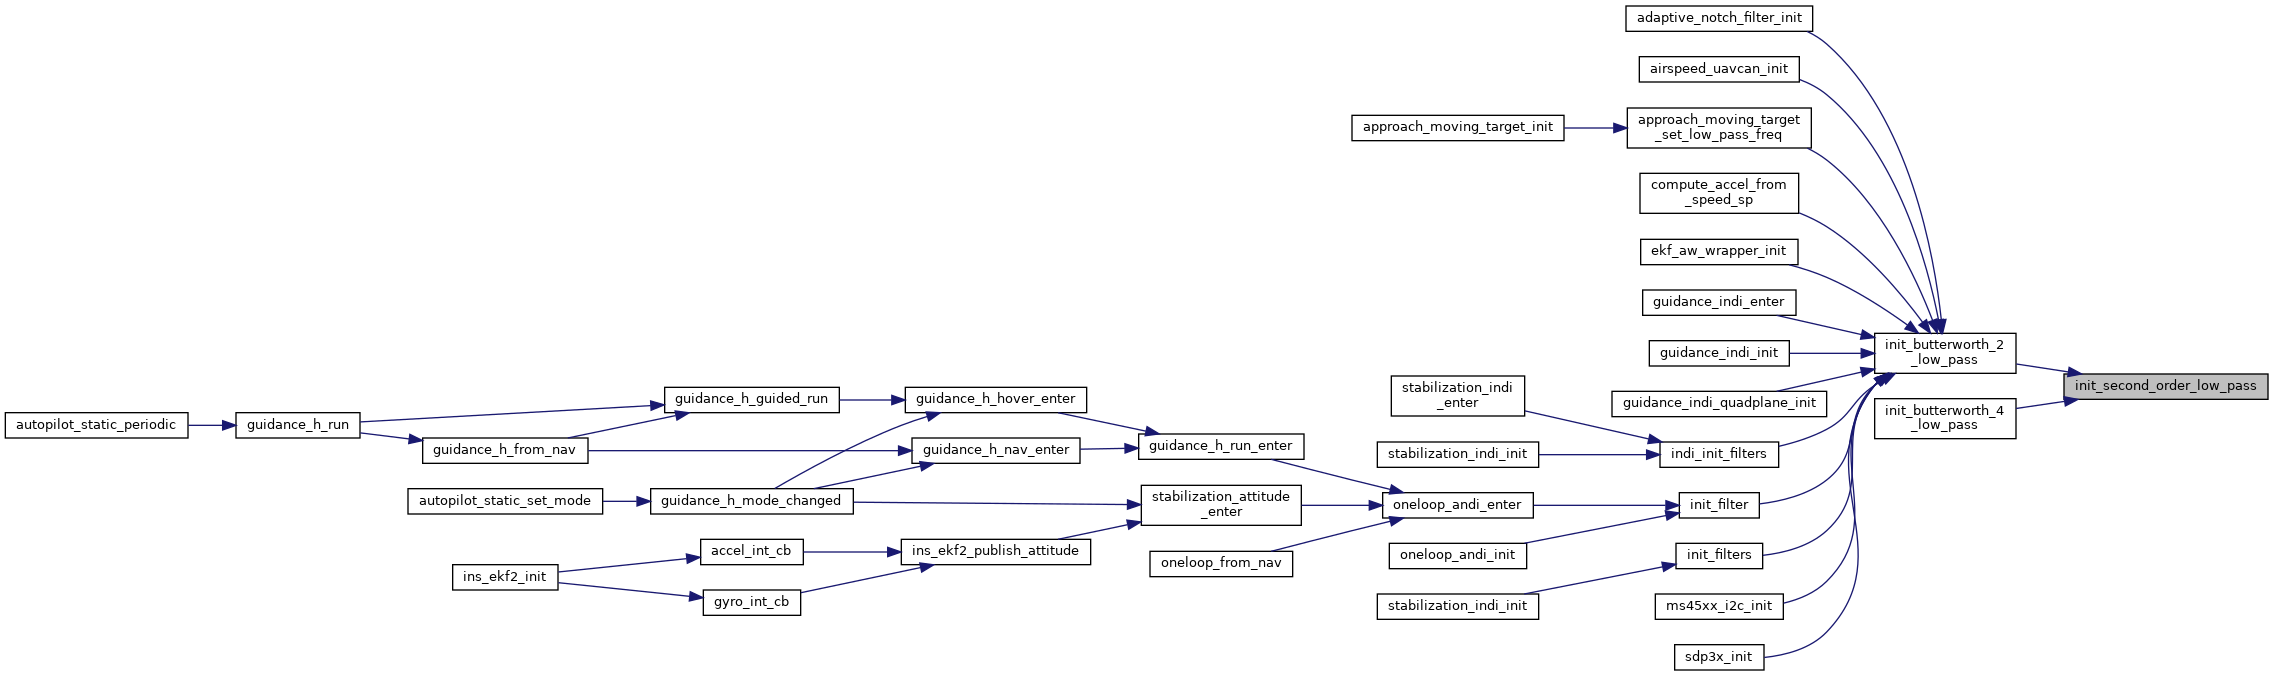 adaptive_notch_filter_init
airspeed_uavcan_init
approach_moving_target_init
approach_moving_target
_set_low_pass_freq
compute_accel_from
_speed_sp
ekf_aw_wrapper_init
guidance_indi_enter
init_butterworth_2
_low_pass
guidance_indi_init
init_second_order_low_pass
guidance_indi_quadplane_init
init_butterworth_4
_low_pass
stabilization_indi
_enter
guidance_h_guided_run
guidance_h_hover_enter
autopilot_static_periodic
guidance_h_run
guidance_h_from_nav
guidance_h_nav_enter
guidance_h_run_enter
stabilization_indi_init
indi_init_filters
autopilot_static_set_mode
guidance_h_mode_changed
stabilization_attitude
_enter
oneloop_andi_enter
init_filter
accel_int_cb
ins_ekf2_publish_attitude
oneloop_from_nav
oneloop_andi_init
init_filters
ins_ekf2_init
gyro_int_cb
stabilization_indi_init
ms45xx_i2c_init
sdp3x_init